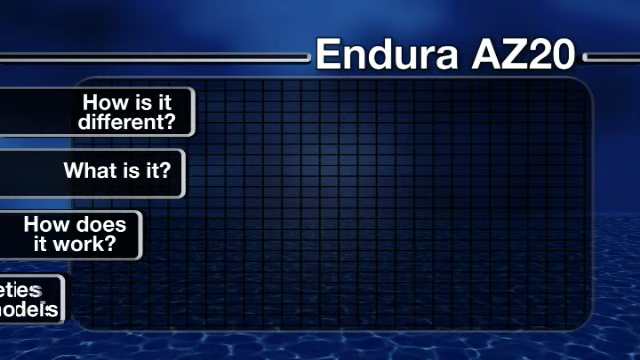 Endura AZ20
How is it
different?
What is it?
How does
it work?